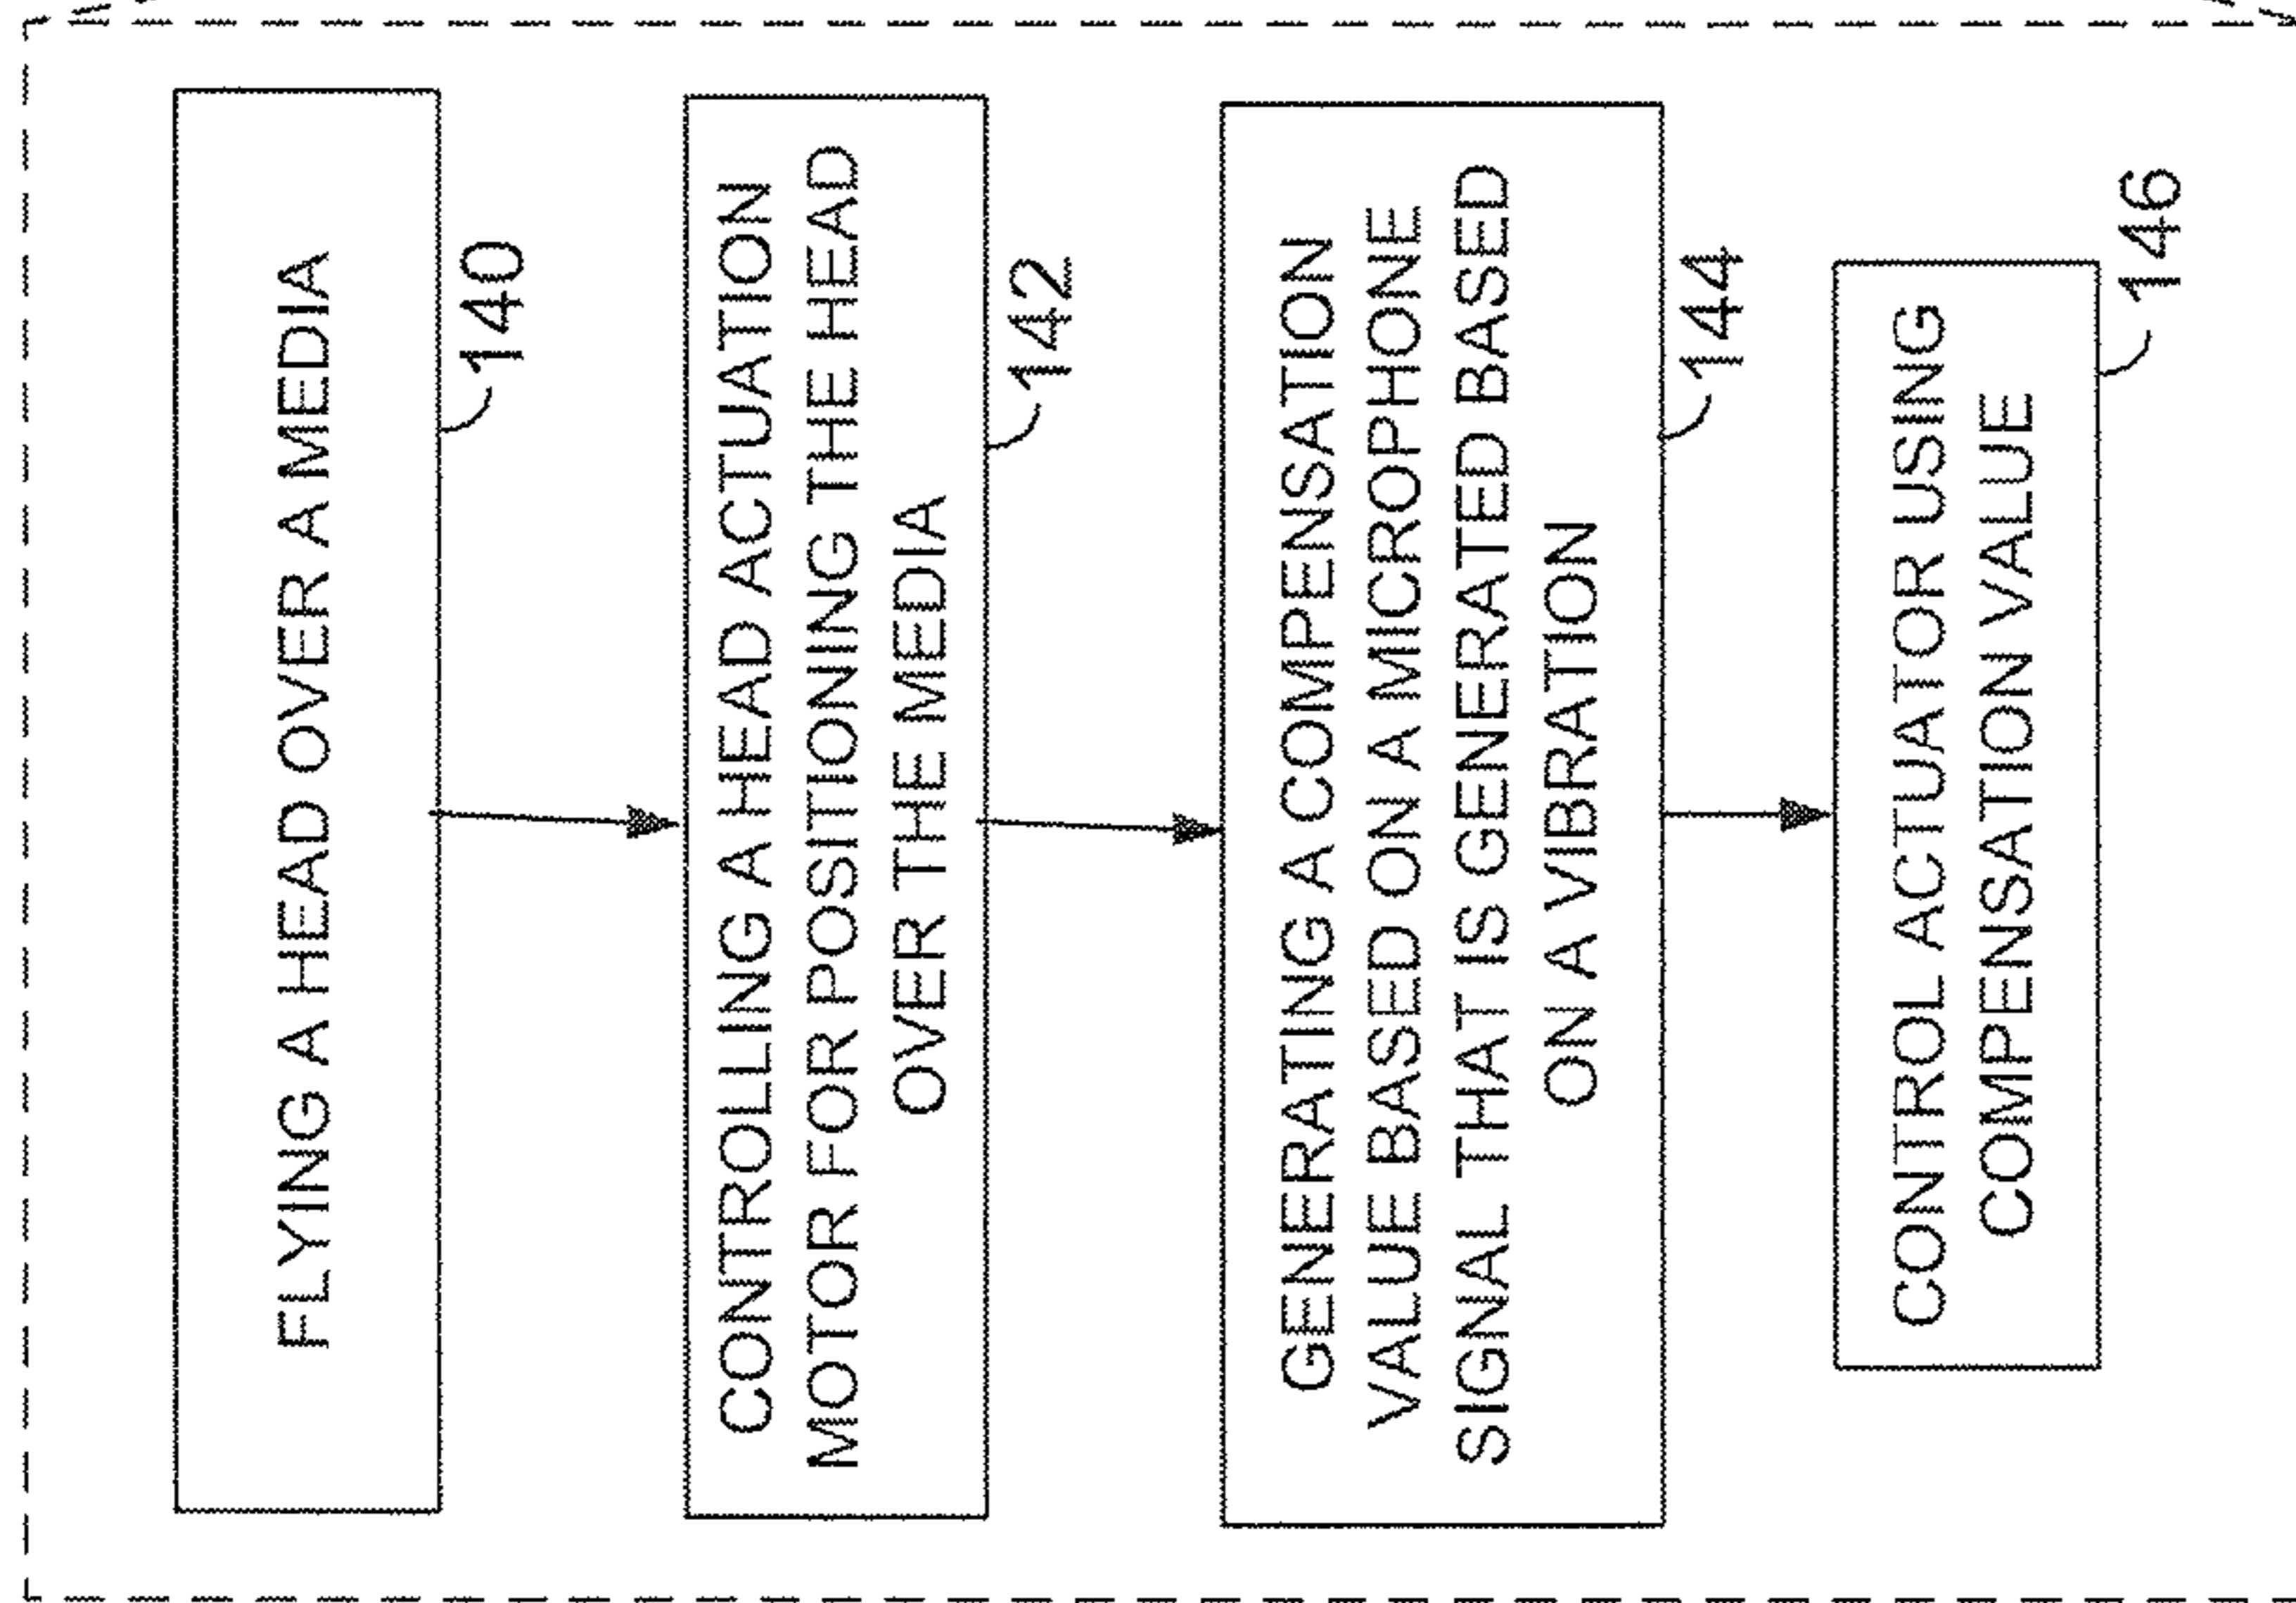 FLYING A HEAD OVER A MEDIA
140
CONTROLLING A HEAD ACTUATION
MOTOR FOR POSITIONING THE HEAD
OVER THE MEDIA
142
GENERATING A COMPENSATION
VALUE BASED ON A MICROPHONE
SIGNAL THAT IS GENERATED BASED
ON A VIBRATION
144
CONTROL ACTUATOR USING
COMPENSATION VALUE
146